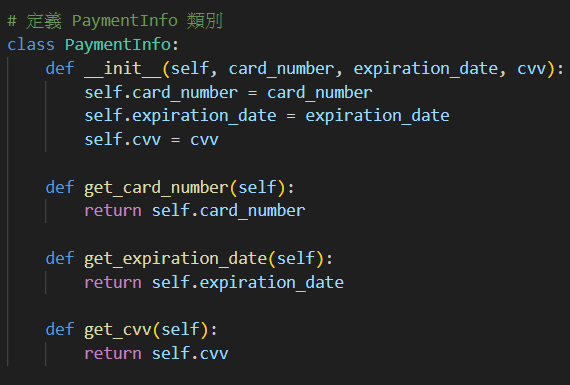 # 定義 PaymentInfo 類別
class PaymentInfo:
    def __init__(self, card_number, expiration_date, cvv):
        self.card_number = card_number
        self.expiration_date = expiration_date
        self.cvv = cvv

    def get_card_number(self):
        return self.card_number

    def get_expiration_date(self):
        return self.expiration_date

    def get_cvv(self):
        return self.cvv